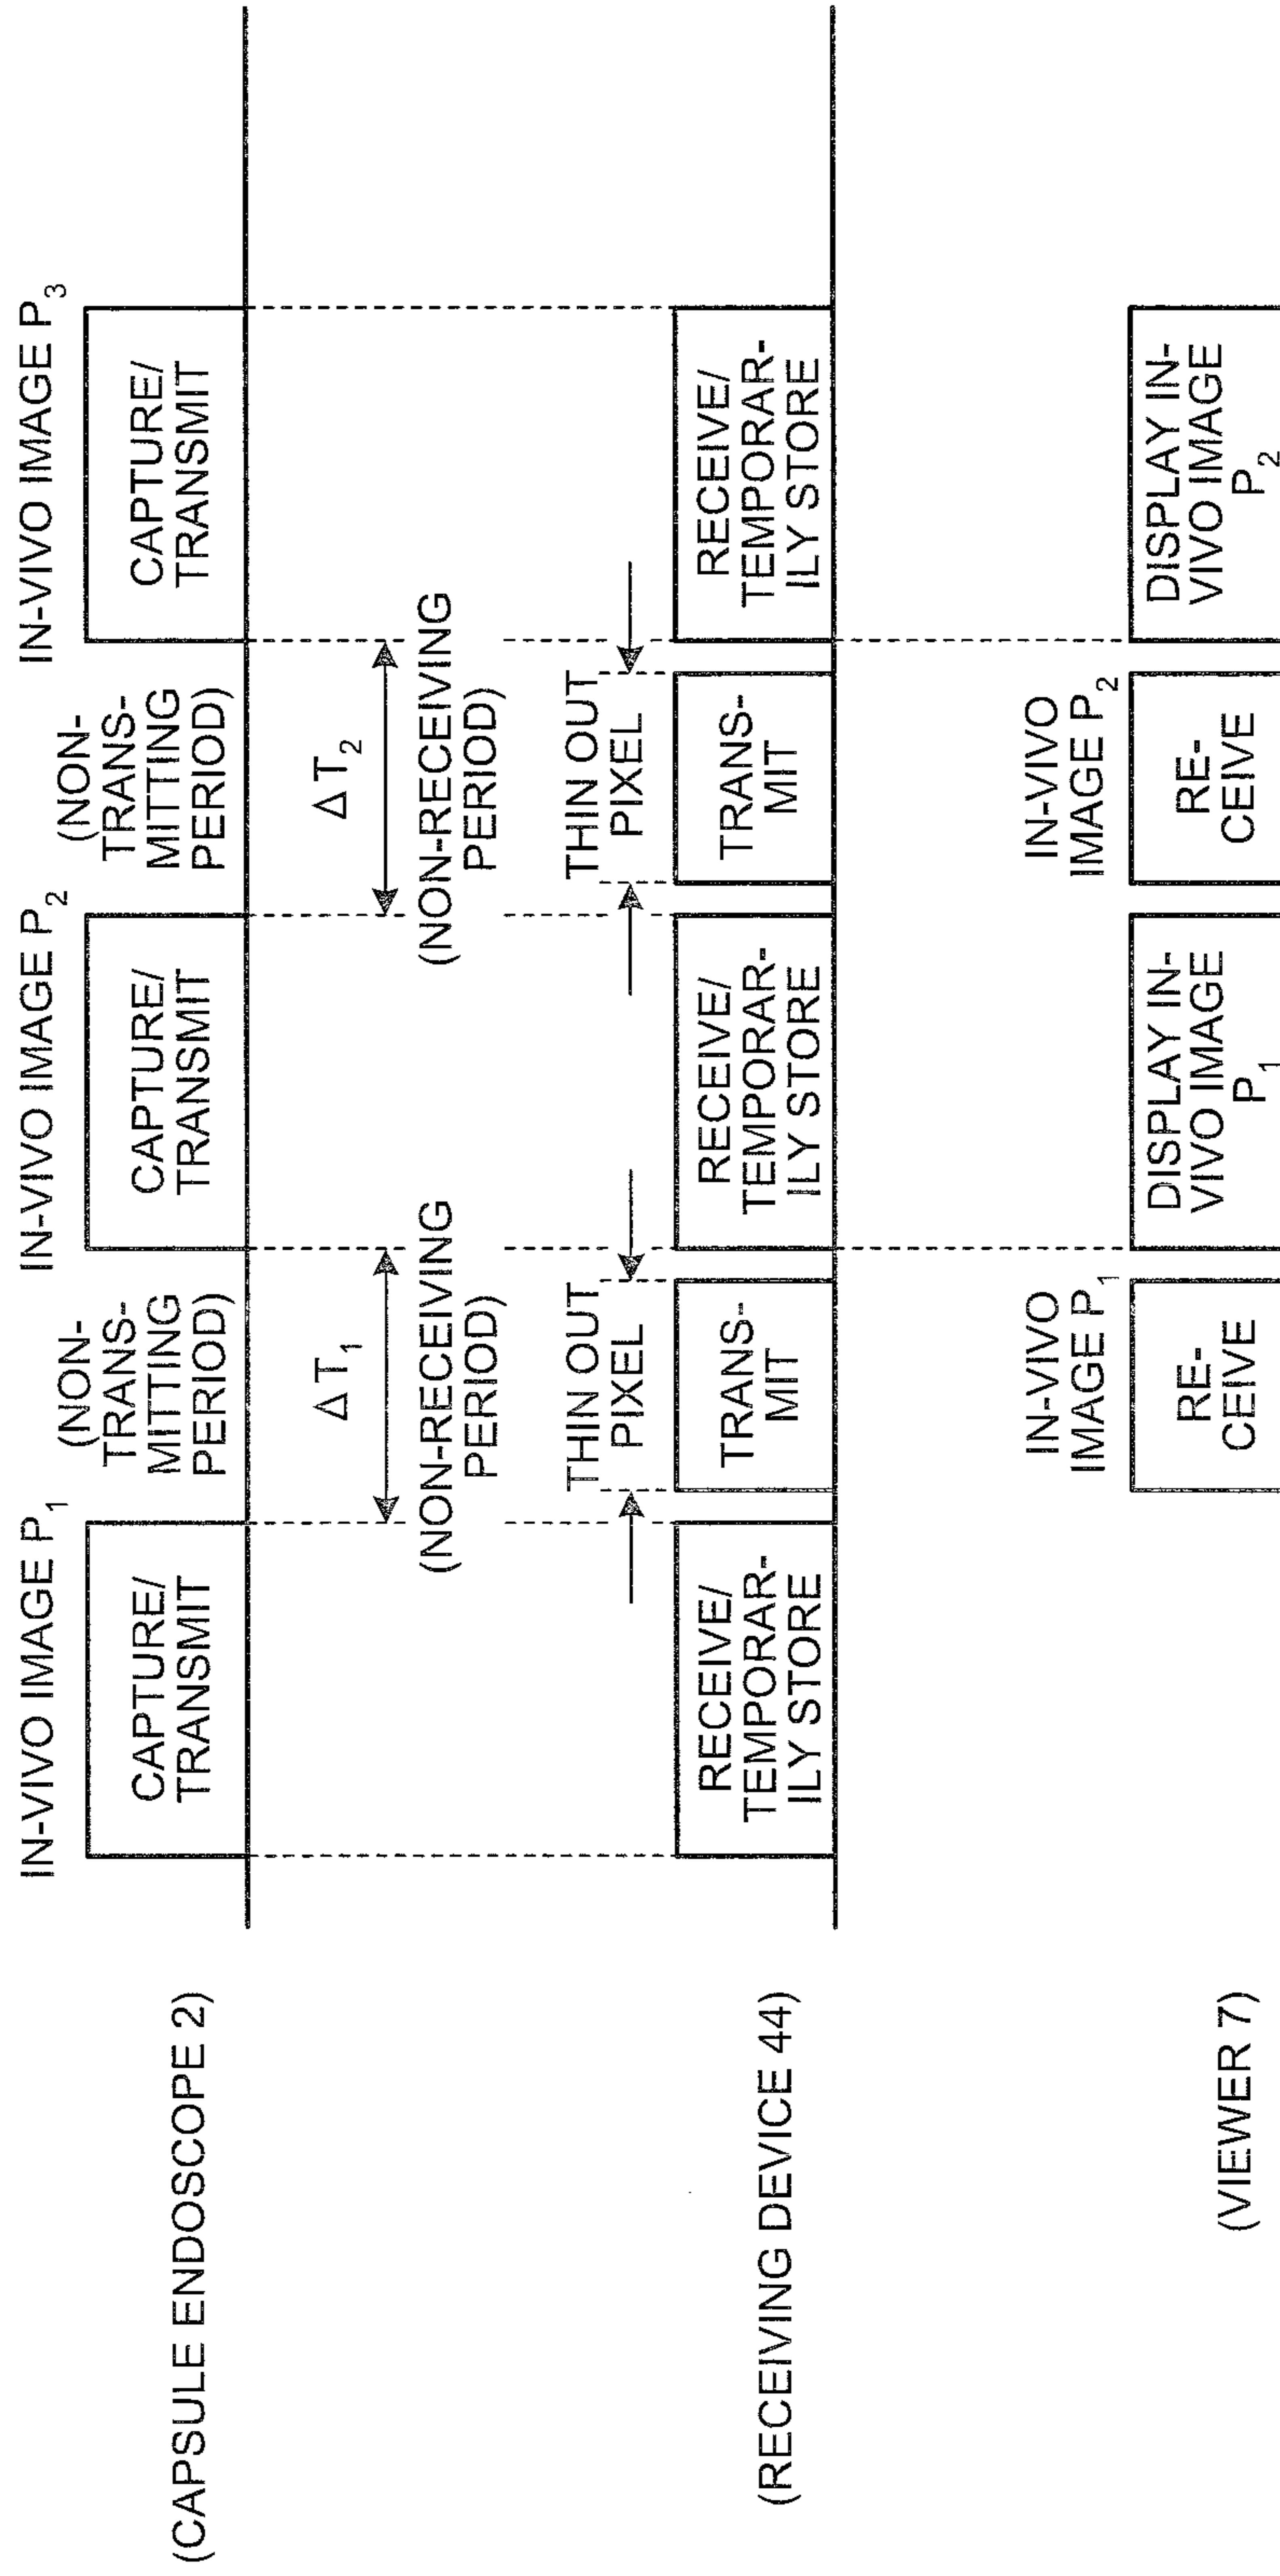 (CAPSULE ENDOSCOPE 2)
IN-VIVO IMAGE P1
CAPTURE/
TRANSMIT
(NON-
TRANS-
MITTING
PERIOD)
IN-VIVO IMAGE P2
CAPTURE/
TRANSMIT
(NON-
TRANS-
MITTING
PERIOD)
IN-VIVO IMAGE P3
CAPTURE/
TRANSMIT
Δ T1
(NON-RECEIVING
PERIOD)
Δ T2
(NON-RECEIVING
PERIOD)
(RECEIVING DEVICE 44)
RECEIVE/
TEMPORAR-
ILY STORE
THIN OUT
PIXEL
TRANS-
MIT
RECEIVE/
TEMPORAR-
ILY STORE
THIN OUT
PIXEL
TRANS-
MIT
RECEIVE/
TEMPORAR-
ILY STORE
(VIEWER 7)
IN-VIVO
IMAGE P1
RE-
CEIVE
DISPLAY IN-
VIVO IMAGE
P1
IN-VIVO
IMAGE P2
RE-
CEIVE
DISPLAY IN-
VIVO IMAGE
P2